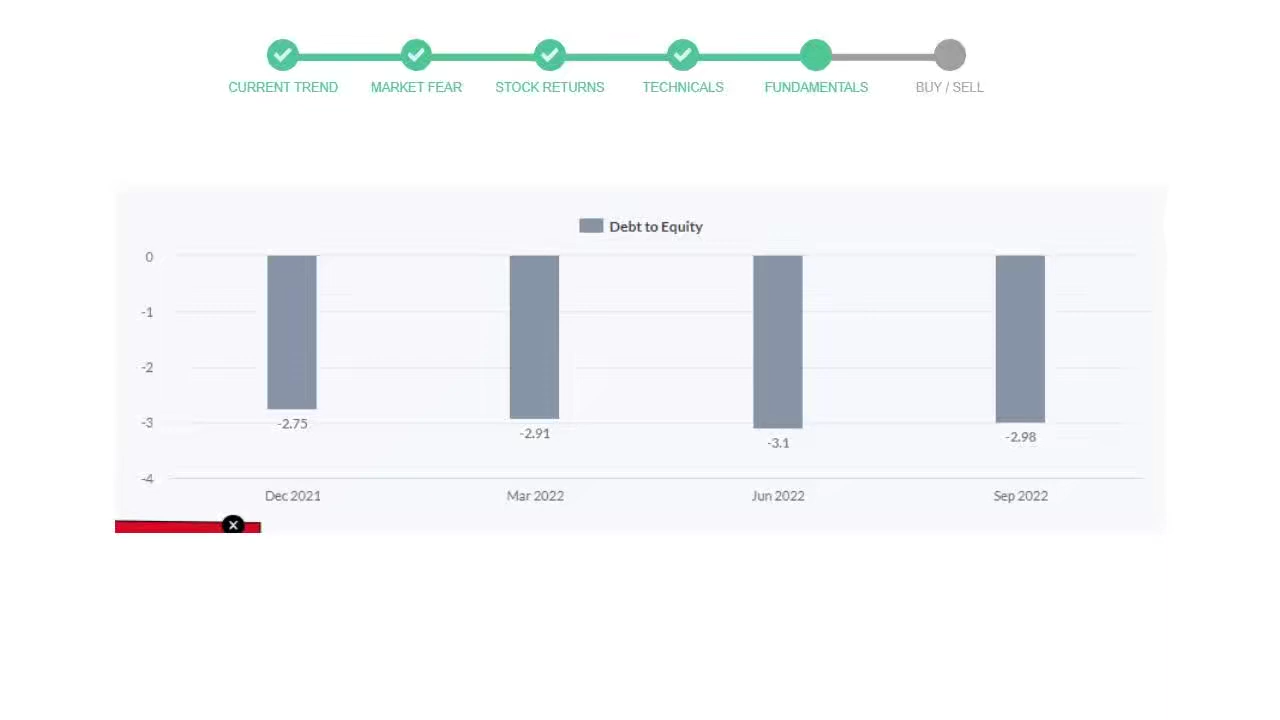 CURRENT TREND MARKET FEAR STOCK RETURNS TECHNICALS FUNDAMENTALS BUY / SELL
Debt to Equity
0
-1
-2
-3
-4
-2.75 -2.91 -3.1 -2.98
Dec 2021 Mar 2022 Jun 2022 Sep 2022